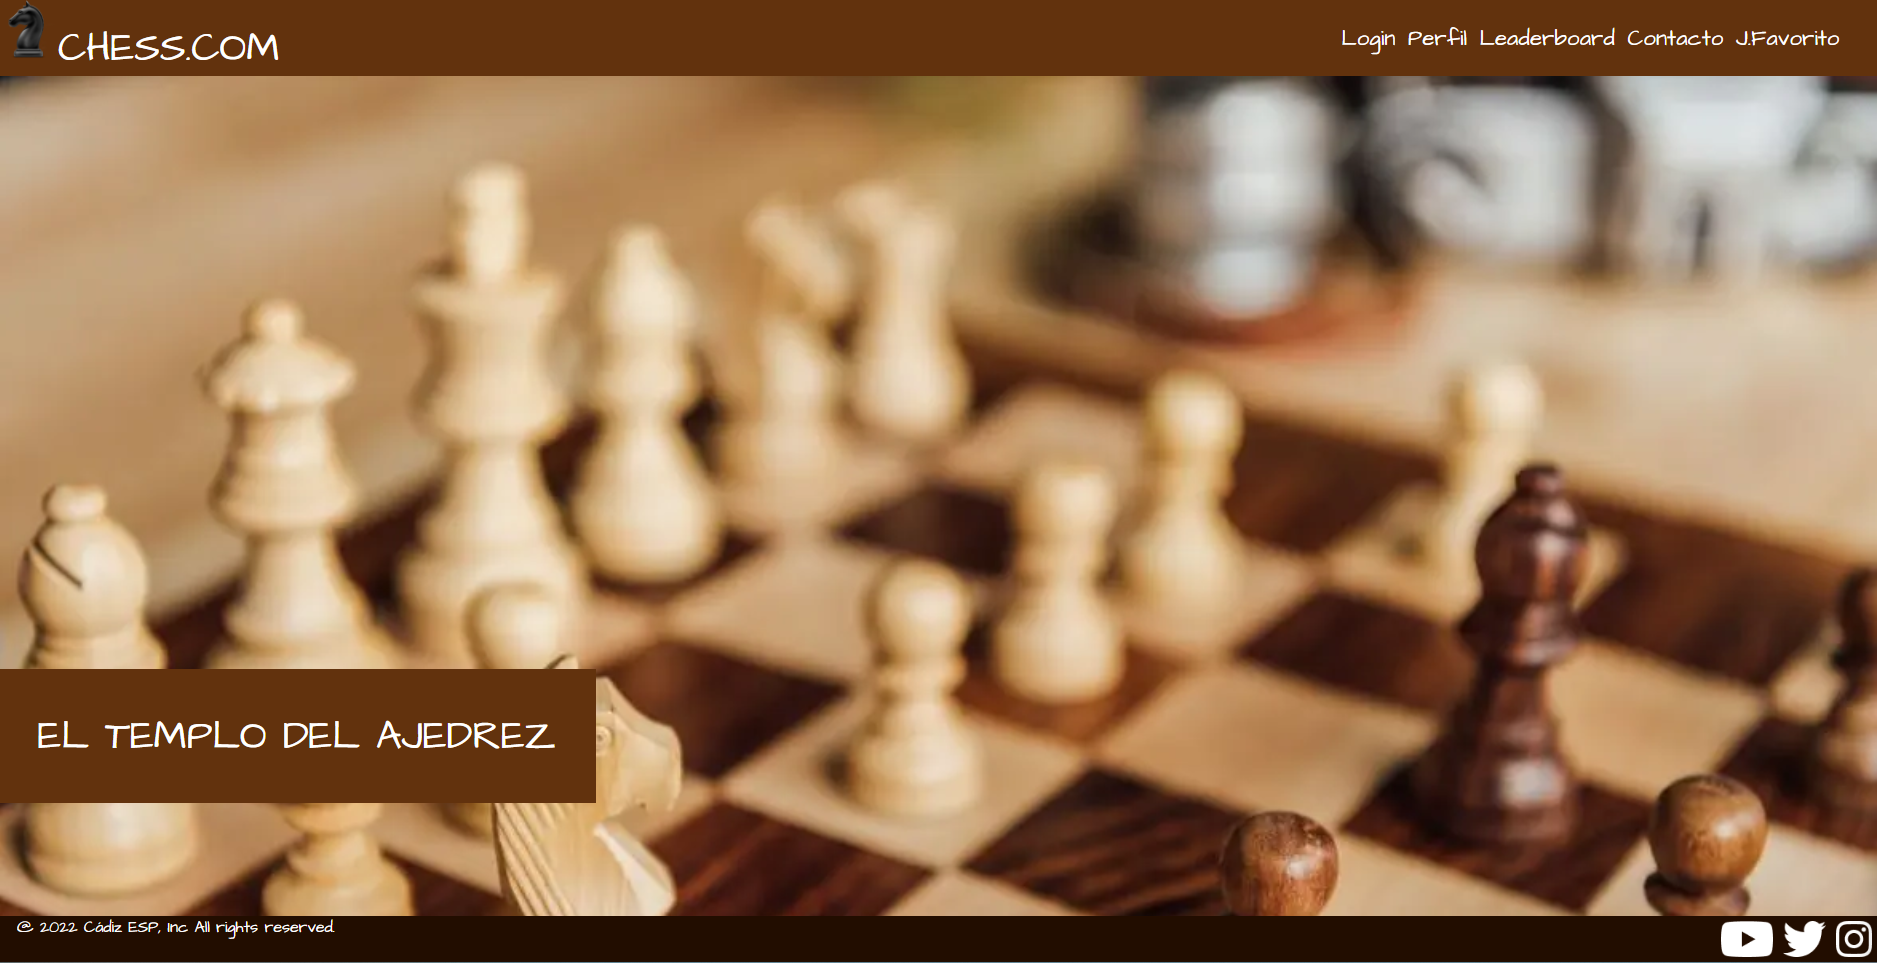 CHESS.COM
Login Perfil Leaderboard Contacto J.Favorito
EL TEMPLO DEL AJEDREZ
@ 2022 Cádiz ESP, Inc All rights reserved.